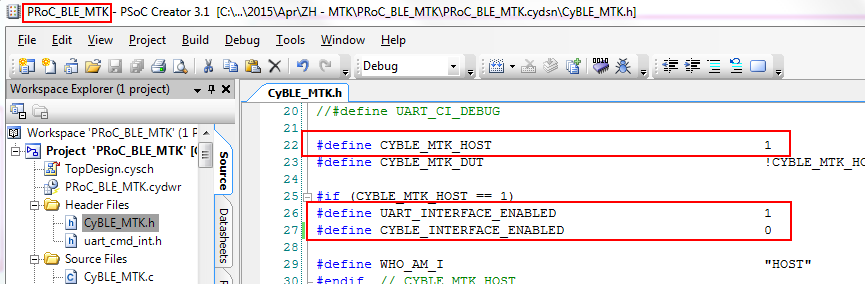 PRoC_BLE_MTK - PSoC Creator 3.1 [C:\...\2015\Apr\ZH - MTK\PRoC_BLE_MTK\PRoC_BLE_MTK.cydsn\CyBLE_MTK.h]
File Edit View Project Build Debug Tools Window Help
Debug
Workspace Explorer (1 project)
CyBLE_MTK.h
Workspace 'PRoC_BLE_MTK' (1 P
Project 'PRoC_BLE_MTK' [
TopDesign.cysch
PRoC_BLE_MTK.cydwr
Header Files
CyBLE_MTK.h
uart_cmd_int.h
Source Files
CyBLE_MTK.c
Source
Datasheets
20 //#define UART_CI_DEBUG
21
22 #define CYBLE_MTK_HOST 1
23 #define CYBLE_MTK_DUT !CYBLE_MTK_HO
24
25 #if (CYBLE_MTK_HOST == 1)
26 #define UART_INTERFACE_ENABLED 1
27 #define CYBLE_INTERFACE_ENABLED 0
28
29 #define WHO_AM_I "HOST"
30 #endif // CYBLE_MTK_HOST